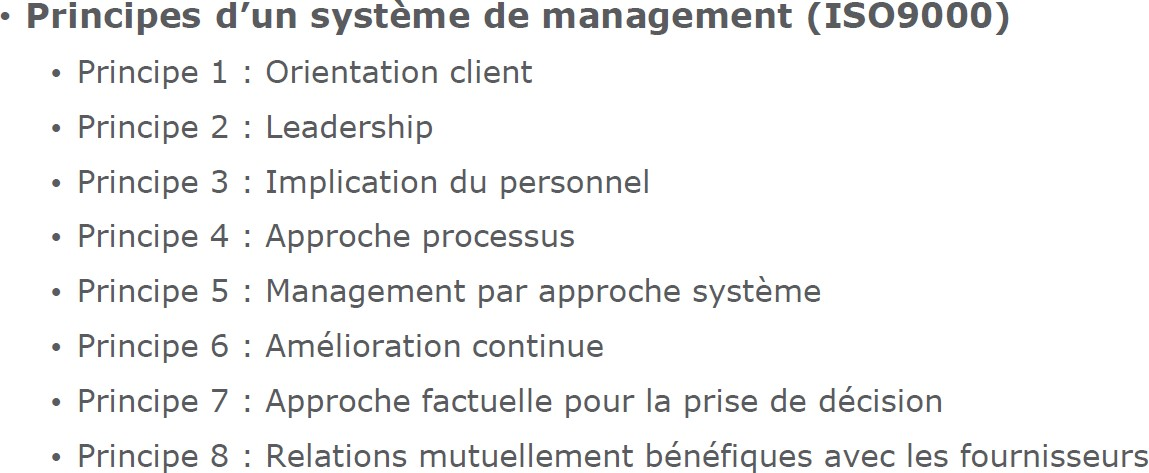 • Principes d’un système de management (ISO9000)
• Principe 1 : Orientation client
• Principe 2 : Leadership
• Principe 3 : Implication du personnel
• Principe 4 : Approche processus
• Principe 5 : Management par approche système
• Principe 6 : Amélioration continue
• Principe 7 : Approche factuelle pour la prise de décision
• Principe 8 : Relations mutuellement bénéfiques avec les fournisseurs